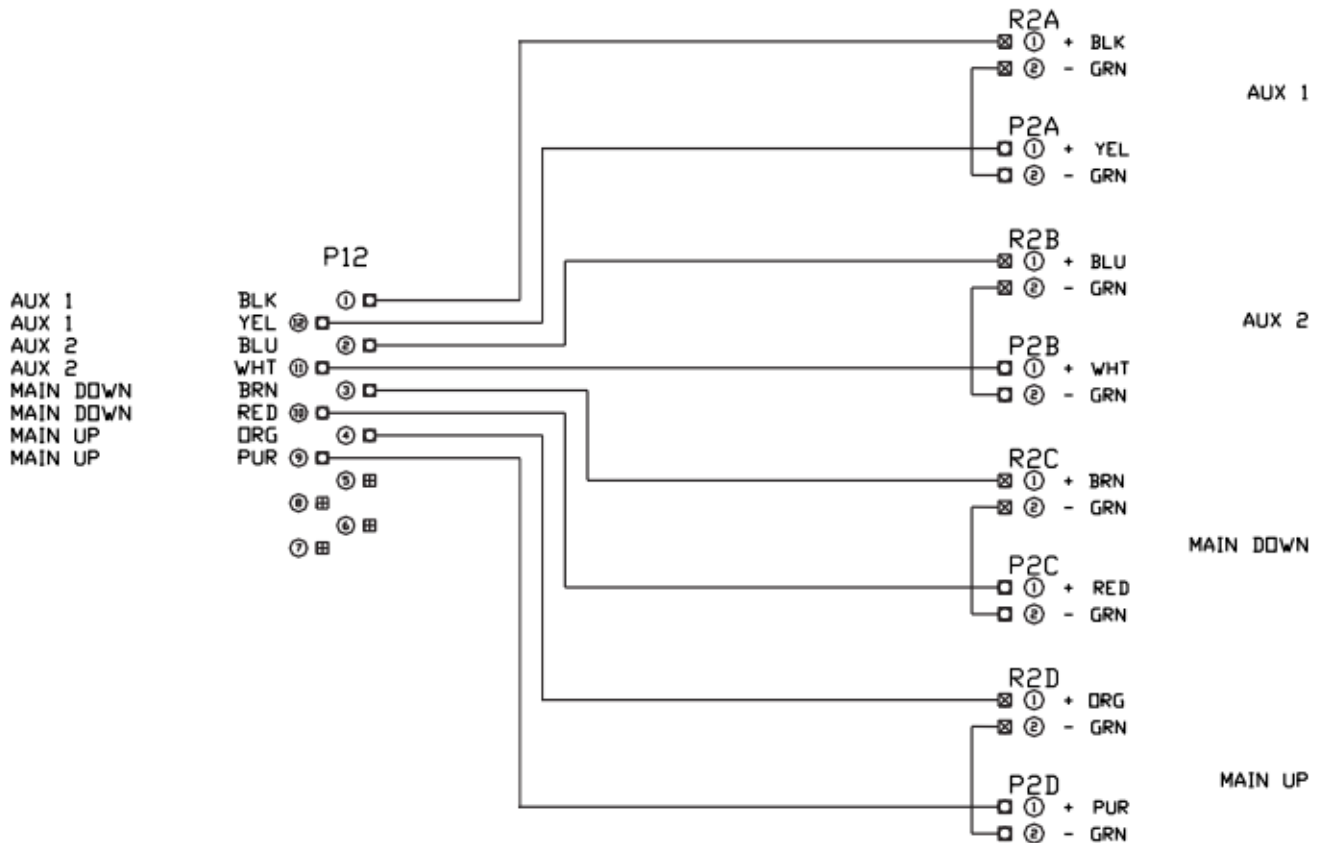 R2A
① + BLK
② - GRN
AUX 1
P2A
① + YEL
② - GRN
R2B
P12
① + BLU
② - GRN
AUX 1 BLK ①
AUX 1 YEL ⑫
AUX 2
AUX 2 BLU ②
AUX 2 WHT ⑪
P2B
① + WHT
② - GRN
MAIN DOWN BRN ③
MAIN DOWN RED ⑩
MAIN UP ORG ④
MAIN UP PUR ⑨
R2C
⑤
① + BRN
⑧
② - GRN
⑥
⑦
MAIN DOWN
P2C
① + RED
② - GRN
R2D
① + ORG
② - GRN
MAIN UP
P2D
① + PUR
② - GRN